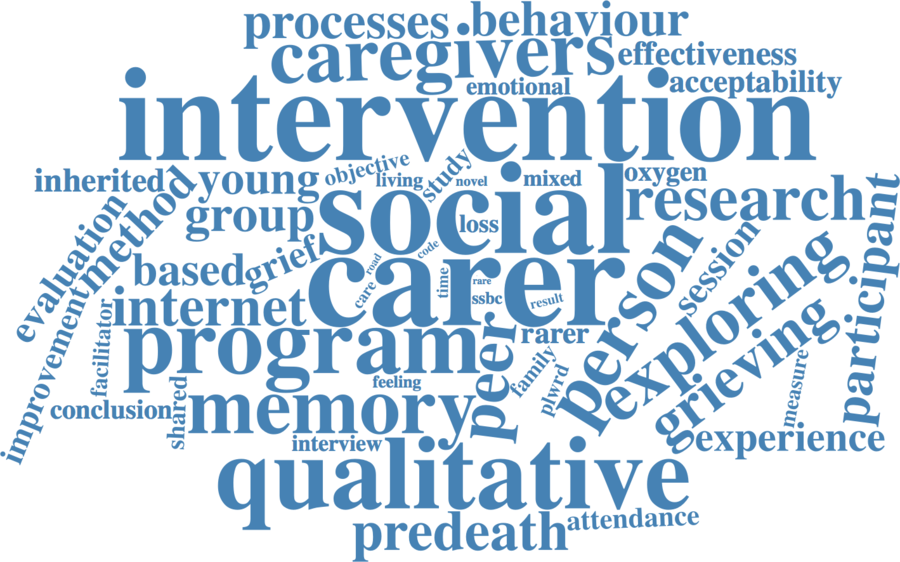 processes behaviour
caregivers effectiveness
emotional acceptability
intervention
inherited young objective living study novel mixed oxygen
social research
group loss
method evaluation
participant
person session exploring
based grief road code
carer
care time rare
ssbc result
internet
improvement facilitator
program peer rarer
grieving
family plwrd measure
feeling
conclusion shared memory
interview experience
qualitative
predeath attendance